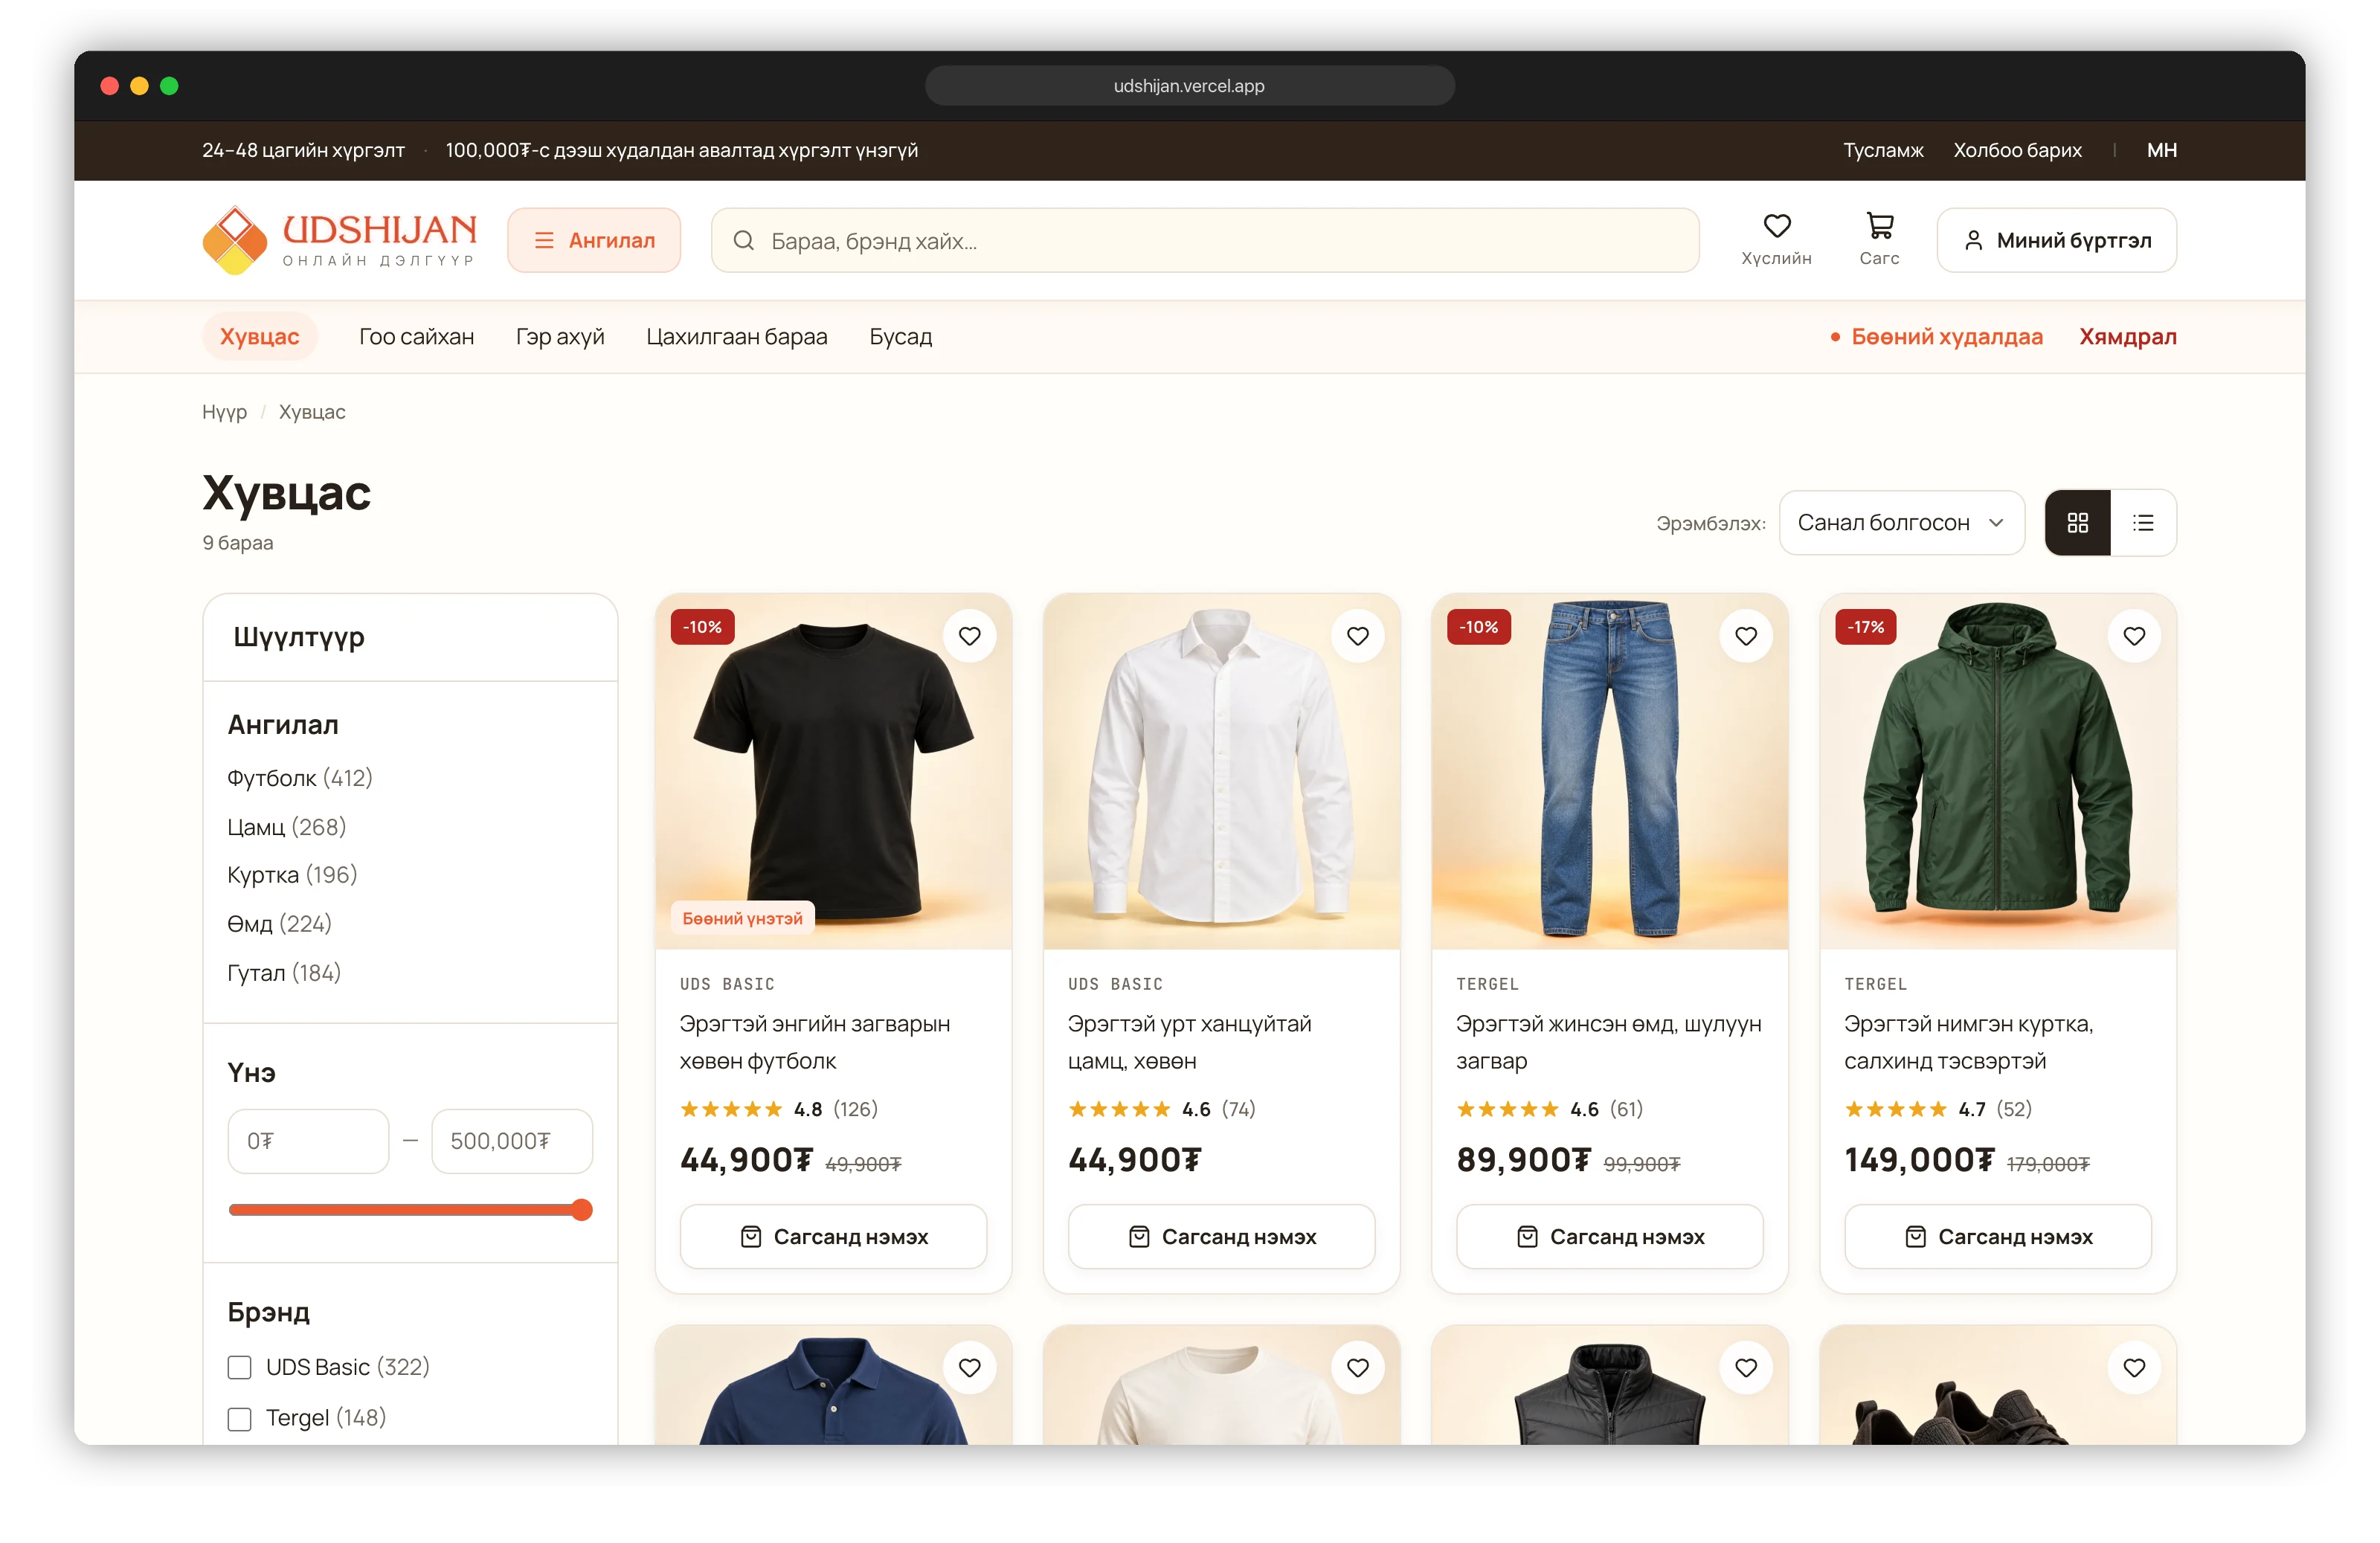 udshijan.vercel.app
24–48 цагийн хүргэлт · 100,000₮-с дээш худалдан авалтад хүргэлт үнэгүй
Тусламж Холбоо барих | МН
UDSHIJAN
ОНЛАЙН ДЭЛГҮҮР
Ангилал
Бараа, брэнд хайх...
Хүслийн
Сагс
Миний бүртгэл
Хувцас Гоо сайхан Гэр ахуй Цахилгаан бараа Бусад
Бөөний худалдаа Хямдрал
Нүүр / Хувцас
Хувцас
9 бараа
Эрэмбэлэх: Санал болгосон
Шүүлтүүр
Ангилал
Футболк (412)
Цамц (268)
Куртка (196)
Өмд (224)
Гутал (184)
Үнэ
0₮ — 500,000₮
Брэнд
UDS Basic (322)
Tergel (148)
-10%
Бөөний үнэтэй
UDS BASIC
Эрэгтэй энгийн загварын
хөвөн футболк
4.8 (126)
44,900₮ 49,900₮
Сагсанд нэмэх
UDS BASIC
Эрэгтэй урт ханцуйтай
цамц, хөвөн
4.6 (74)
44,900₮
Сагсанд нэмэх
-10%
TERGEL
Эрэгтэй жинсэн өмд, шулуун
загвар
4.6 (61)
89,900₮ 99,900₮
Сагсанд нэмэх
-17%
TERGEL
Эрэгтэй нимгэн куртка,
салхинд тэсвэртэй
4.7 (52)
149,000₮ 179,000₮
Сагсанд нэмэх